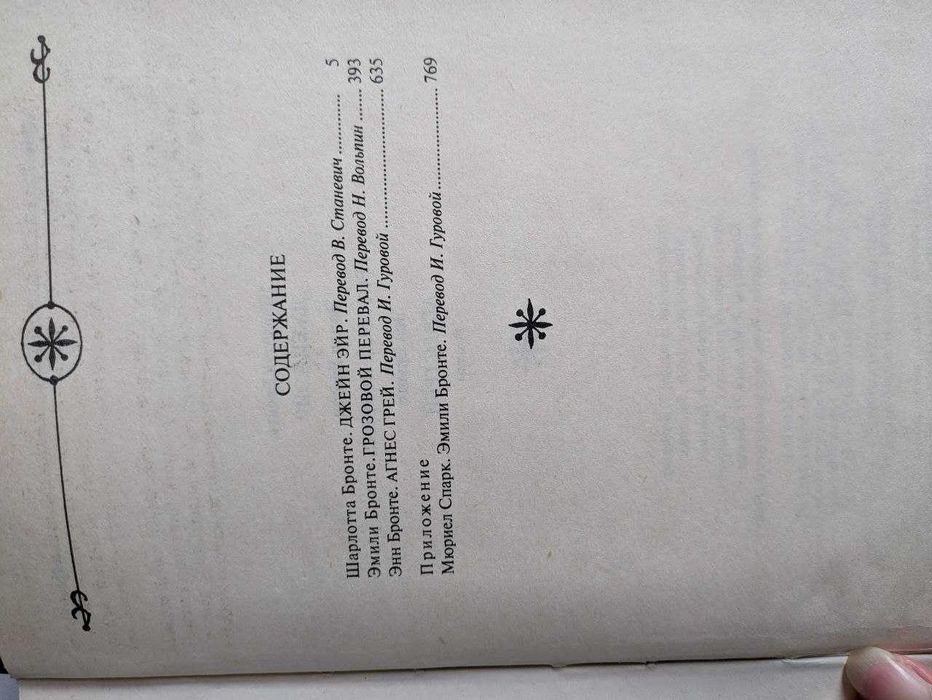 СОДЕРЖАНИЕ
Шарлотта Бронте. ДЖЕЙН ЭЙР. Перевод В. Станевич ............ 5
Эмили Бронте. ГРОЗОВОЙ ПЕРЕВАЛ. Перевод Н. Вольпин ....... 393
Энн Бронте. АГНЕС ГРЕЙ. Перевод И. Гуровой ........................ 635
Приложение
Мюриел Спарк. Эмили Бронте. Перевод И. Гуровой.................. 769